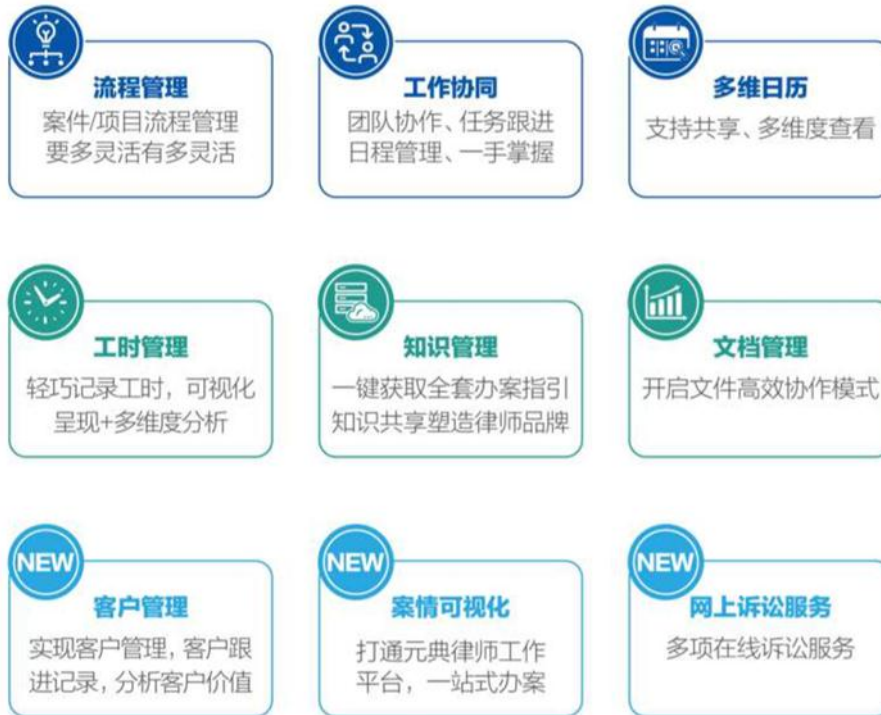 流程管理
案件/项目流程管理
要多灵活有多灵活
工作协同
团队协作、任务跟进
日程管理、一手掌握
多维日历
支持共享、多维度查看
工时管理
轻巧记录工时，可视化
呈现+多维度分析
知识管理
一键获取全套办案指引
知识共享塑造律师品牌
文档管理
开启文件高效协作模式
NEW
客户管理
实现客户管理，客户跟
进记录，分析客户价值
NEW
案情可视化
打通元典律师工作
平台，一站式办案
NEW
网上诉讼服务
多项在线诉讼服务